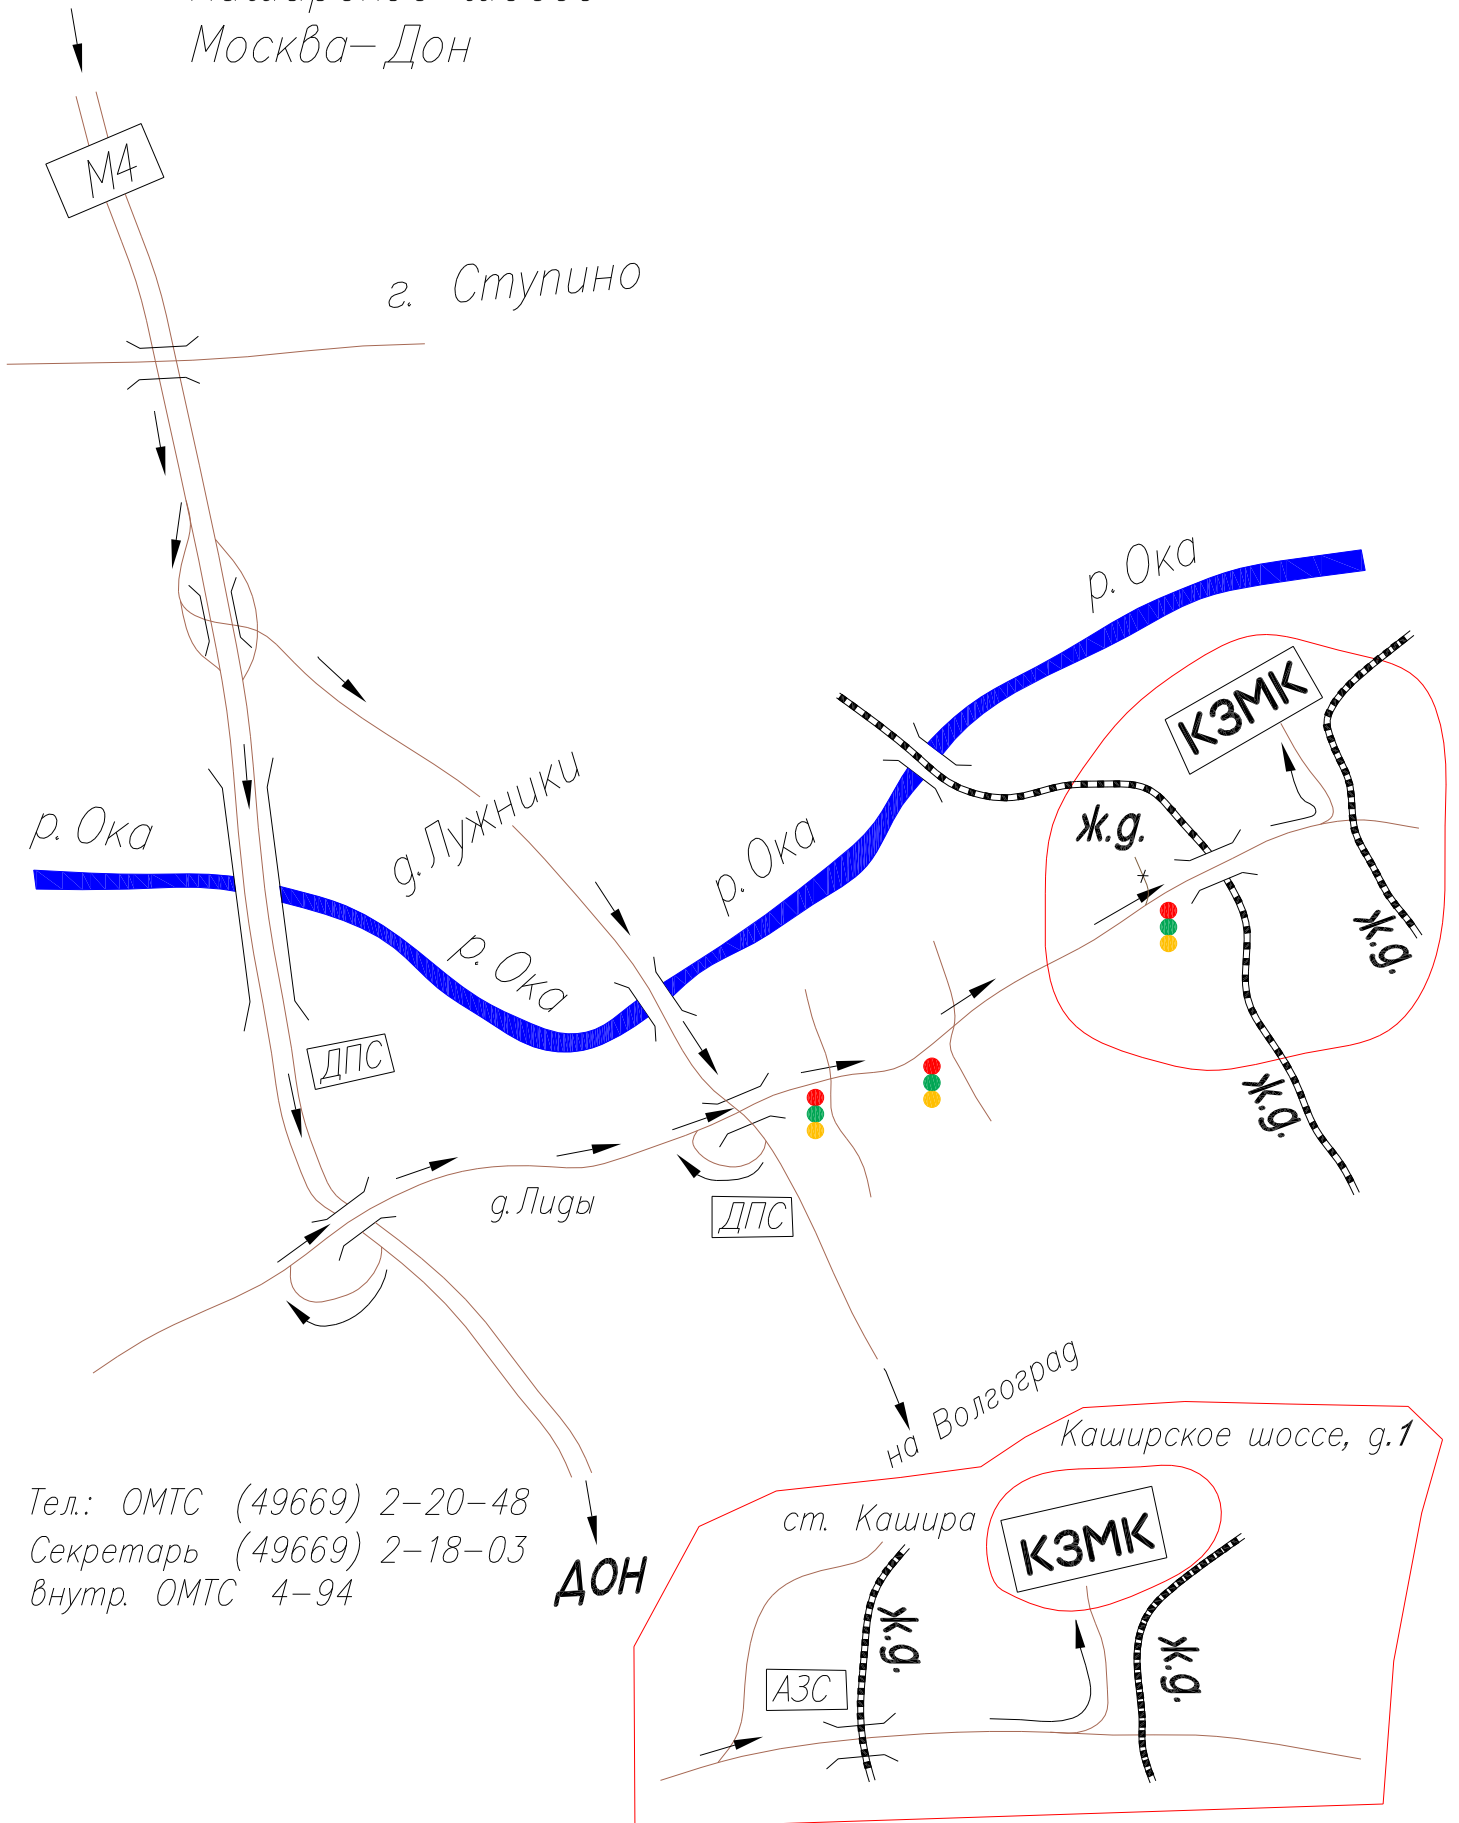 Москва-Дон
М4
г. Ступино
р. Ока
КЗМК
д. Лужники
р. Ока
ж.д.
р. Ока
р. Ока
ж.д.
ДПС
ж.д.
д. Лиды
ДПС
на Волгоград
Каширское шоссе, д.1
Тел.: ОМТС (49669) 2-20-48
Секретарь (49669) 2-18-03
внутр. ОМТС 4-94
ДОН
ст. Кашира
КЗМК
ж.д.
ж.д.
АЗС